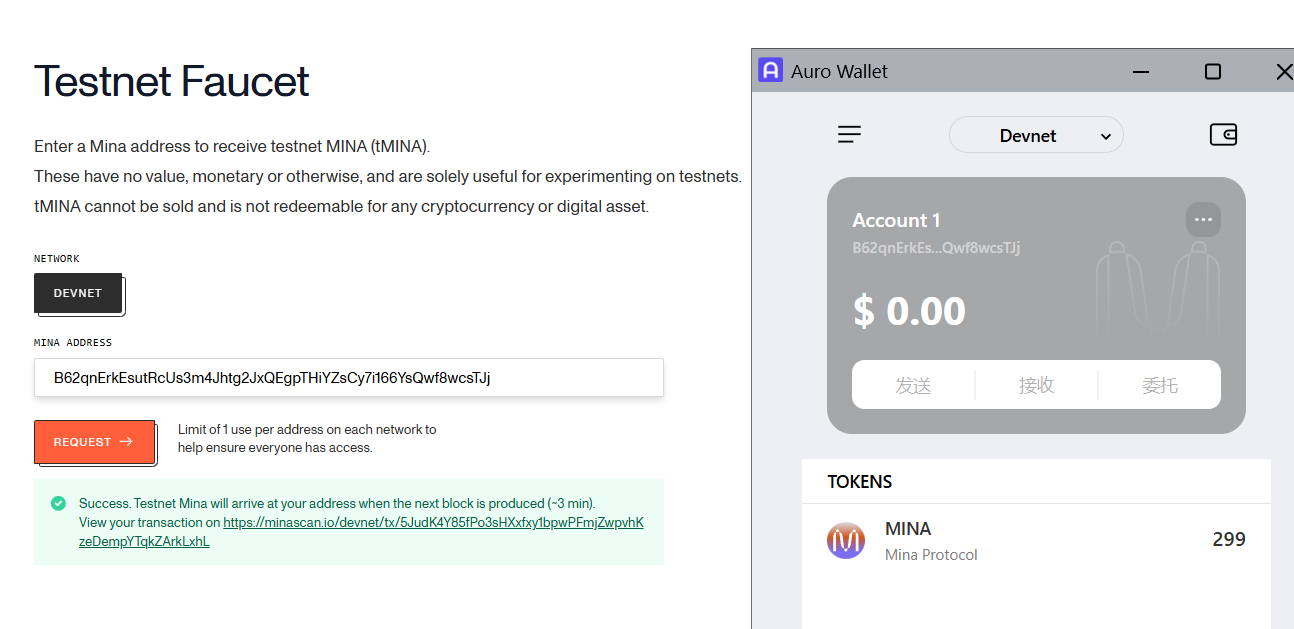 Testnet Faucet
Enter a Mina address to receive testnet MINA (tMINA).
These have no value, monetary or otherwise, and are solely useful for experimenting on testnets.
tMINA cannot be sold and is not redeemable for any cryptocurrency or digital asset.
NETWORK
DEVNET
MINA ADDRESS
B62qnErkEsutRcUs3m4Jhtg2JxQEgpTHiYZsCy7i166YsQwf8wcsTJj
REQUEST →
Limit of 1 use per address on each network to
help ensure everyone has access.
Success. Testnet Mina will arrive at your address when the next block is produced (~3 min).
View your transaction on https://minascan.io/devnet/tx/5JudK4Y85fPo3sHXxfxy1bpwPFmjZwpvhK
zeDempYTqkZArkLxhL
Auro Wallet
Devnet
Account 1
B62qnErkEs...Qwf8wcsTJj
$ 0.00
发送 接收 委托
TOKENS
MINA
299
Mina Protocol